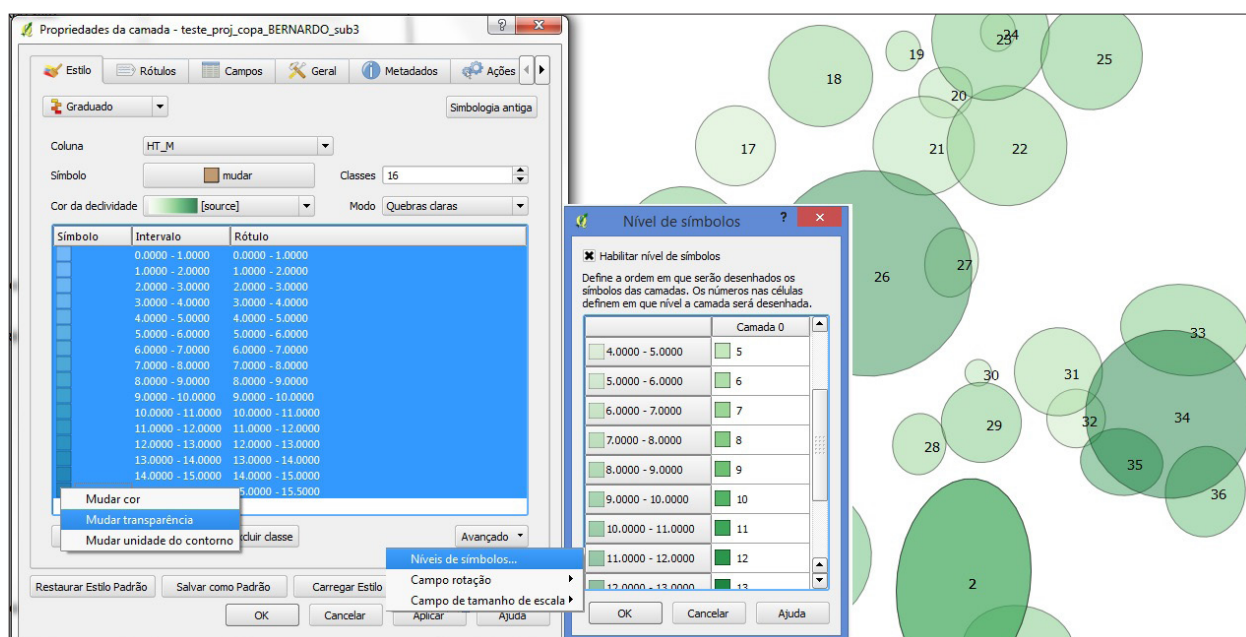 Propriedades da camada - teste_proj_copa_BERNARDO_sub3
Estilo Rótulos Campos Geral Metadados Ações
Graduado Simbologia antiga
Coluna HT_M
Símbolo mudar Classes 16
Cor da declividade [source] Modo Quebras claras
Símbolo Intervalo Rótulo
0.0000 - 1.0000 0.0000 - 1.0000
1.0000 - 2.0000 1.0000 - 2.0000
2.0000 - 3.0000 2.0000 - 3.0000
3.0000 - 4.0000 3.0000 - 4.0000
4.0000 - 5.0000 4.0000 - 5.0000
5.0000 - 6.0000 5.0000 - 6.0000
6.0000 - 7.0000 6.0000 - 7.0000
7.0000 - 8.0000 7.0000 - 8.0000
8.0000 - 9.0000 8.0000 - 9.0000
9.0000 - 10.0000 9.0000 - 10.0000
10.0000 - 11.0000 10.0000 - 11.0000
11.0000 - 12.0000 11.0000 - 12.0000
12.0000 - 13.0000 12.0000 - 13.0000
13.0000 - 14.0000 13.0000 - 14.0000
14.0000 - 15.0000 14.0000 - 15.0000
5.0000 - 15.5000
Mudar cor
Mudar transparência
Mudar unidade do contorno
cluir classe Avançado
Níveis de símbolos...
Campo rotação
Campo de tamanho de escala
Restaurar Estilo Padrão Salvar como Padrão Carregar Estilo
OK Cancelar Aplicar Ajuda
Nível de símbolos
Habilitar nível de símbolos
Define a ordem em que serão desenhados os
símbolos das camadas. Os números nas células
definem em que nível a camada será desenhada.
Camada 0
4.0000 - 5.0000 5
5.0000 - 6.0000 6
6.0000 - 7.0000 7
7.0000 - 8.0000 8
8.0000 - 9.0000 9
9.0000 - 10.0000 10
10.0000 - 11.0000 11
11.0000 - 12.0000 12
12.0000 - 13.0000 13
OK Cancelar Ajuda
24
23
19
25
18
20
17
21
22
27
26
33
30
31
34
32
29
28
35
36
2